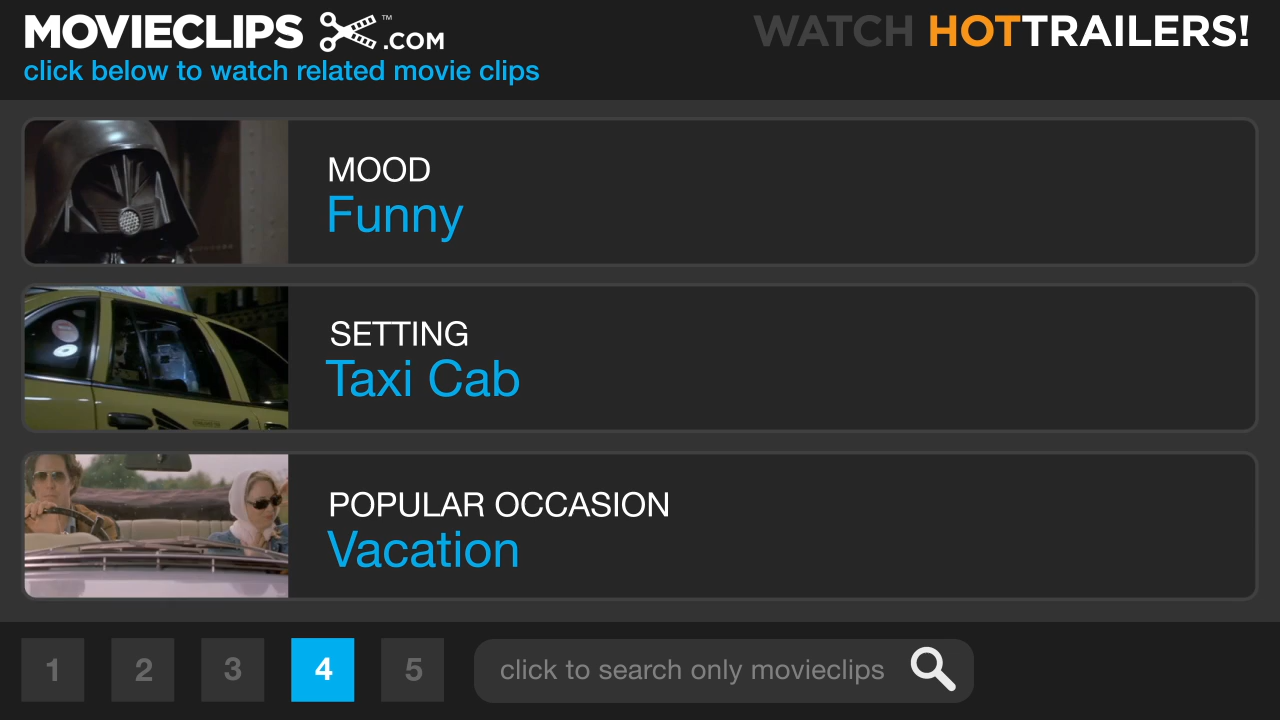 MOVIECLIPS ™ .COM
WATCH HOTTRAILERS!
click below to watch related movie clips
MOOD
Funny
SETTING
Taxi Cab
POPULAR OCCASION
Vacation
1 2 3 4 5 click to search only movieclips